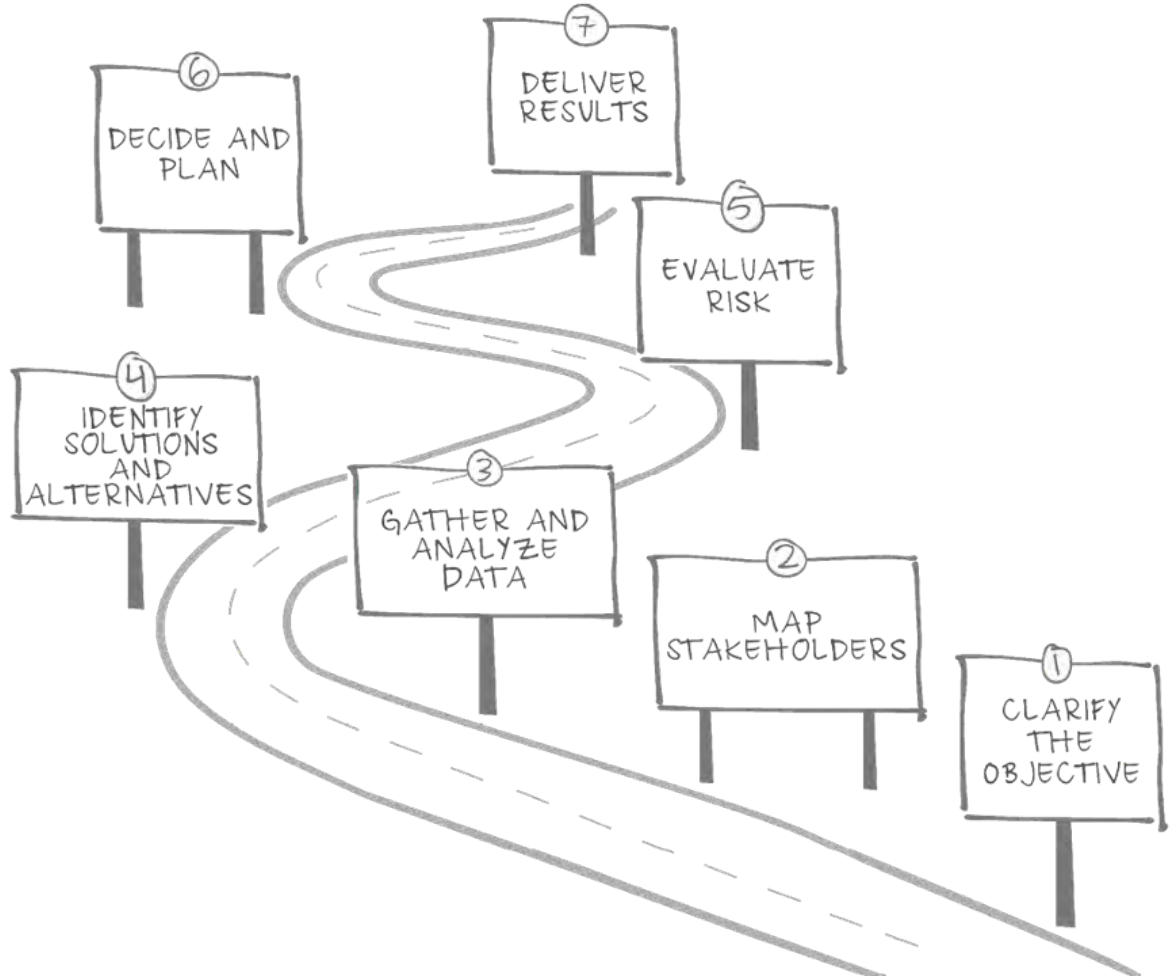 7
DELIVER
RESULTS
6
DECIDE AND
PLAN
5
EVALUATE
RISK
4
IDENTIFY
SOLUTIONS
AND
ALTERNATIVES
3
GATHER AND
ANALYZE
DATA
2
MAP
STAKEHOLDERS
1
CLARIFY
THE
OBJECTIVE